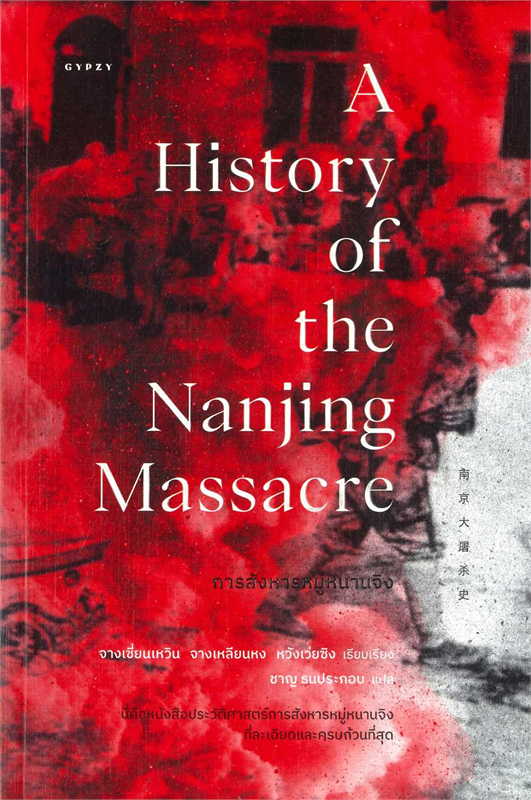 GYPZY
A
History
of
the
Nanjing
Massacre
南京大屠杀史
การสังหารหมู่หนานจิง
จางเซี่ยนเหวิน จางเหลียนหง หวังเว่ยซิง เรียบเรียง
ชาญ ธนประกอบ แปล
นี่คือหนังสือประวัติศาสตร์การสังหารหมู่หนานจิง
ที่ละเอียดและครบถ้วนที่สุด